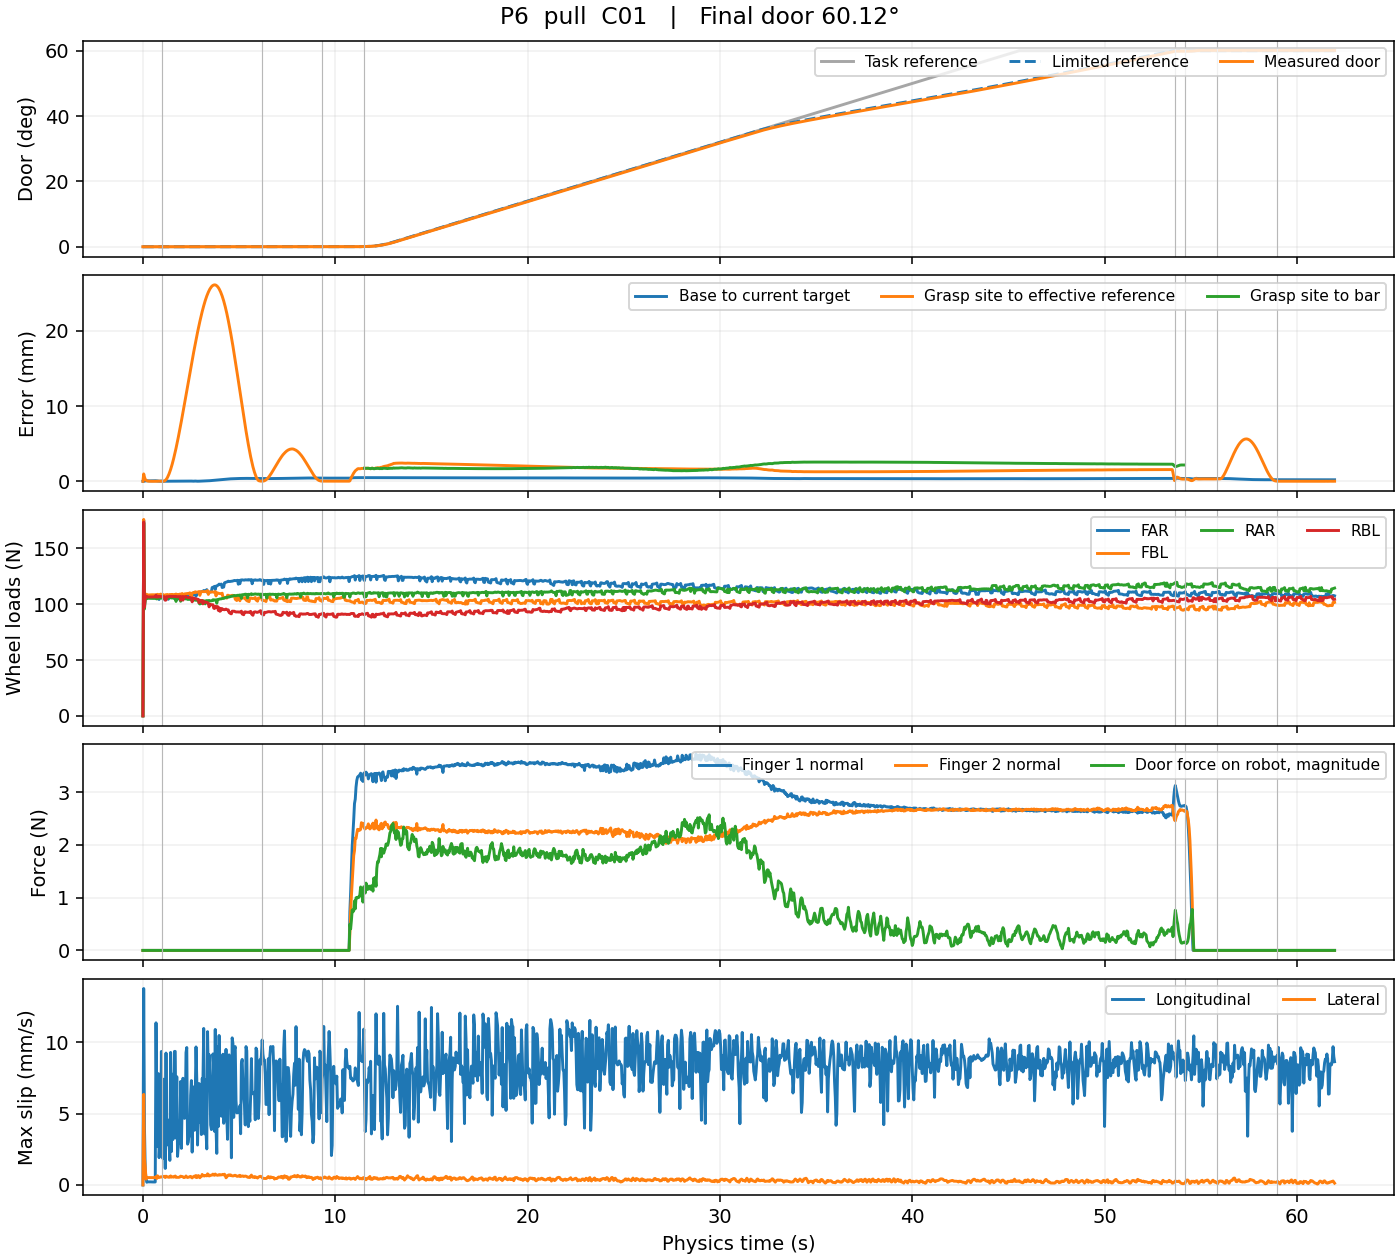 P6 pull C01 | Final door 60.12°
Task reference Limited reference Measured door
Door (deg)
60
40
20
0
Base to current target Grasp site to effective reference Grasp site to bar
Error (mm)
20
10
0
FAR RAR RBL
FBL
Wheel loads (N)
150
100
50
0
Finger 1 normal Finger 2 normal Door force on robot, magnitude
Force (N)
3
2
1
0
Longitudinal Lateral
Max slip (mm/s)
10
5
0
0 10 20 30 40 50 60
Physics time (s)